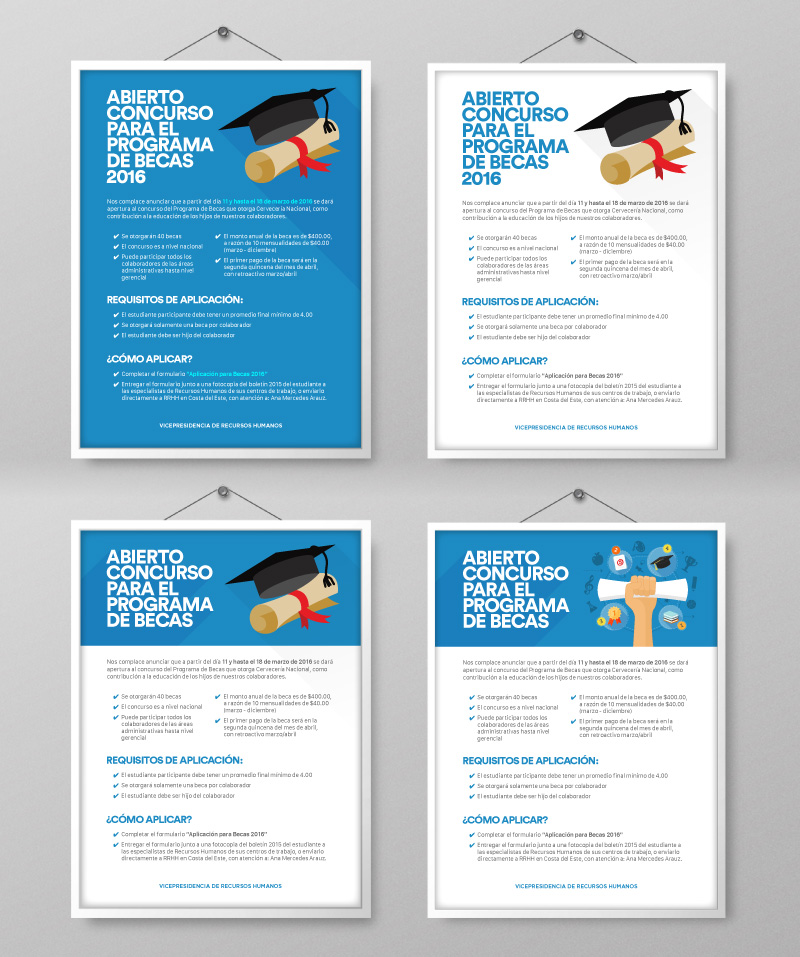 ABIERTO
CONCURSO
PARA EL
PROGRAMA
DE BECAS
2016
Nos complace anunciar que a partir del día 11 y hasta el 18 de marzo de 2016 se dará
apertura al concurso del Programa de Becas que otorga Cervecería Nacional, como
contribución a la educación de los hijos de nuestros colaboradores.
Se otorgarán 40 becas
El concurso es a nivel nacional
Puede participar todos los
colaboradores de las áreas
administrativas hasta nivel
gerencial
El monto anual de la beca es de $400.00,
a razón de 10 mensualidades de $40.00
(marzo - diciembre)
El primer pago de la beca será en la
segunda quincena del mes de abril,
con retroactivo marzo/abril
REQUISITOS DE APLICACIÓN:
El estudiante participante debe tener un promedio final mínimo de 4.00
Se otorgará solamente una beca por colaborador
El estudiante debe ser hijo del colaborador
¿CÓMO APLICAR?
Completar el formulario "Aplicación para Becas 2016"
Entregar el formulario junto a una fotocopia del boletín 2015 del estudiante a
las especialistas de Recursos Humanos de sus centros de trabajo, o enviarlo
directamente a RRHH en Costa del Este, con atención a: Ana Mercedes Arauz.
VICEPRESIDENCIA DE RECURSOS HUMANOS
ABIERTO
CONCURSO
PARA EL
PROGRAMA
DE BECAS
2016
Nos complace anunciar que a partir del día 11 y hasta el 18 de marzo de 2016 se dará
apertura al concurso del Programa de Becas que otorga Cervecería Nacional, como
contribución a la educación de los hijos de nuestros colaboradores.
Se otorgarán 40 becas
El concurso es a nivel nacional
Puede participar todos los
colaboradores de las áreas
administrativas hasta nivel
gerencial
El monto anual de la beca es de $400.00,
a razón de 10 mensualidades de $40.00
(marzo - diciembre)
El primer pago de la beca será en la
segunda quincena del mes de abril,
con retroactivo marzo/abril
REQUISITOS DE APLICACIÓN:
El estudiante participante debe tener un promedio final mínimo de 4.00
Se otorgará solamente una beca por colaborador
El estudiante debe ser hijo del colaborador
¿CÓMO APLICAR?
Completar el formulario "Aplicación para Becas 2016"
Entregar el formulario junto a una fotocopia del boletín 2015 del estudiante a
las especialistas de Recursos Humanos de sus centros de trabajo, o enviarlo
directamente a RRHH en Costa del Este, con atención a: Ana Mercedes Arauz.
VICEPRESIDENCIA DE RECURSOS HUMANOS
ABIERTO
CONCURSO
PARA EL
PROGRAMA
DE BECAS
Nos complace anunciar que a partir del día 11 y hasta el 18 de marzo de 2016 se dará
apertura al concurso del Programa de Becas que otorga Cervecería Nacional, como
contribución a la educación de los hijos de nuestros colaboradores.
Se otorgarán 40 becas
El concurso es a nivel nacional
Puede participar todos los
colaboradores de las áreas
administrativas hasta nivel
gerencial
El monto anual de la beca es de $400.00,
a razón de 10 mensualidades de $40.00
(marzo - diciembre)
El primer pago de la beca será en la
segunda quincena del mes de abril,
con retroactivo marzo/abril
REQUISITOS DE APLICACIÓN:
El estudiante participante debe tener un promedio final mínimo de 4.00
Se otorgará solamente una beca por colaborador
El estudiante debe ser hijo del colaborador
¿CÓMO APLICAR?
Completar el formulario "Aplicación para Becas 2016"
Entregar el formulario junto a una fotocopia del boletín 2015 del estudiante a
las especialistas de Recursos Humanos de sus centros de trabajo, o enviarlo
directamente a RRHH en Costa del Este, con atención a: Ana Mercedes Arauz.
VICEPRESIDENCIA DE RECURSOS HUMANOS
ABIERTO
CONCURSO
PARA EL
PROGRAMA
DE BECAS
Nos complace anunciar que a partir del día 11 y hasta el 18 de marzo de 2016 se dará
apertura al concurso del Programa de Becas que otorga Cervecería Nacional, como
contribución a la educación de los hijos de nuestros colaboradores.
Se otorgarán 40 becas
El concurso es a nivel nacional
Puede participar todos los
colaboradores de las áreas
administrativas hasta nivel
gerencial
El monto anual de la beca es de $400.00,
a razón de 10 mensualidades de $40.00
(marzo - diciembre)
El primer pago de la beca será en la
segunda quincena del mes de abril,
con retroactivo marzo/abril
REQUISITOS DE APLICACIÓN:
El estudiante participante debe tener un promedio final mínimo de 4.00
Se otorgará solamente una beca por colaborador
El estudiante debe ser hijo del colaborador
¿CÓMO APLICAR?
Completar el formulario "Aplicación para Becas 2016"
Entregar el formulario junto a una fotocopia del boletín 2015 del estudiante a
las especialistas de Recursos Humanos de sus centros de trabajo, o enviarlo
directamente a RRHH en Costa del Este, con atención a: Ana Mercedes Arauz.
VICEPRESIDENCIA DE RECURSOS HUMANOS